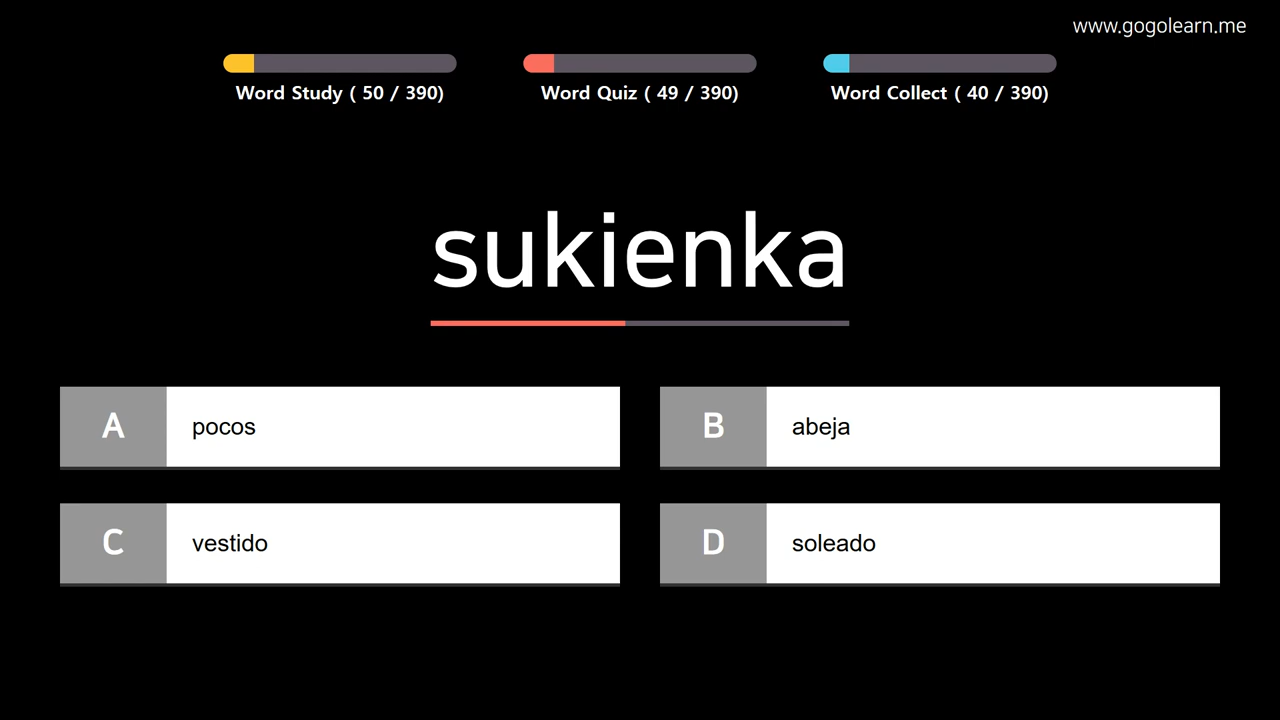 www.gogolearn.me
Word Study ( 50 / 390)
Word Quiz ( 49 / 390)
Word Collect ( 40 / 390)
sukienka
A pocos
B abeja
C vestido
D soleado